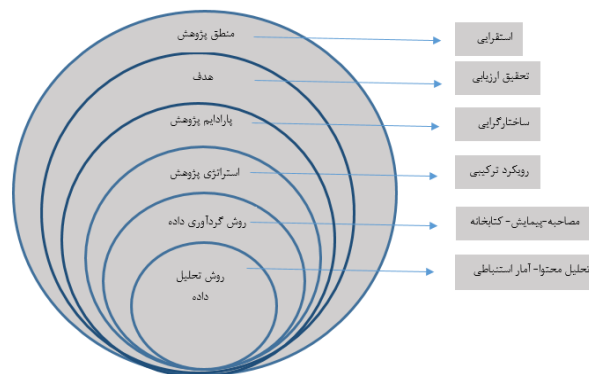 منطق پژوهش
استقرایی
هدف
تحقیق ارزیابی
پارادایم پژوهش
ساختارگرایی
استراتژی پژوهش
رویکرد ترکیبی
روش گردآوری داده
مصاحبه-پیمایش- کتابخانه
روش تحلیل
داده
تحلیل محتوا- آمار استنباطی